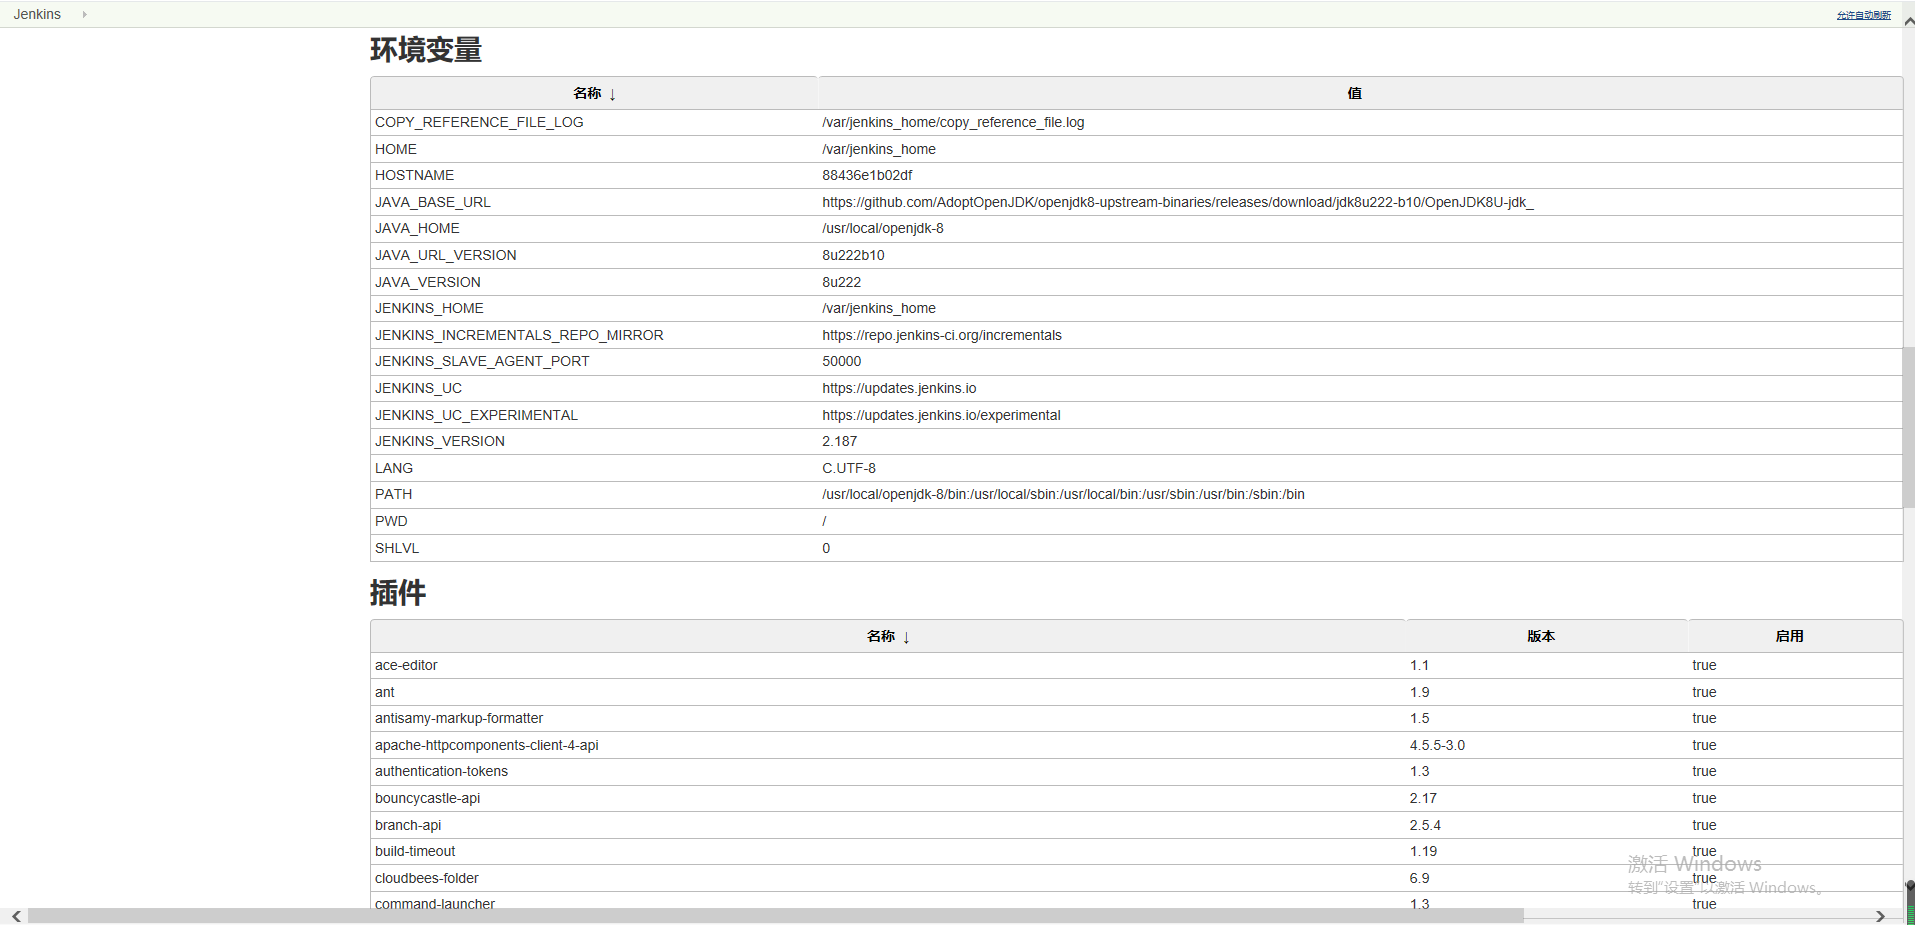 Jenkins
允许自动刷新
环境变量
名称 ↓ 值
COPY_REFERENCE_FILE_LOG /var/jenkins_home/copy_reference_file.log
HOME /var/jenkins_home
HOSTNAME 88436e1b02df
JAVA_BASE_URL https://github.com/AdoptOpenJDK/openjdk8-upstream-binaries/releases/download/jdk8u222-b10/OpenJDK8U-jdk_
JAVA_HOME /usr/local/openjdk-8
JAVA_URL_VERSION 8u222b10
JAVA_VERSION 8u222
JENKINS_HOME /var/jenkins_home
JENKINS_INCREMENTALS_REPO_MIRROR https://repo.jenkins-ci.org/incrementals
JENKINS_SLAVE_AGENT_PORT 50000
JENKINS_UC https://updates.jenkins.io
JENKINS_UC_EXPERIMENTAL https://updates.jenkins.io/experimental
JENKINS_VERSION 2.187
LANG C.UTF-8
PATH /usr/local/openjdk-8/bin:/usr/local/sbin:/usr/local/bin:/usr/sbin:/usr/bin:/sbin:/bin
PWD /
SHLVL 0
插件
名称 ↓ 版本 启用
ace-editor 1.1 true
ant 1.9 true
antisamy-markup-formatter 1.5 true
apache-httpcomponents-client-4-api 4.5.5-3.0 true
authentication-tokens 1.3 true
bouncycastle-api 2.17 true
branch-api 2.5.4 true
build-timeout 1.19 true
cloudbees-folder 6.9 true
command-launcher 1.3 true
激活 Windows
转到"设置"以激活 Windows。